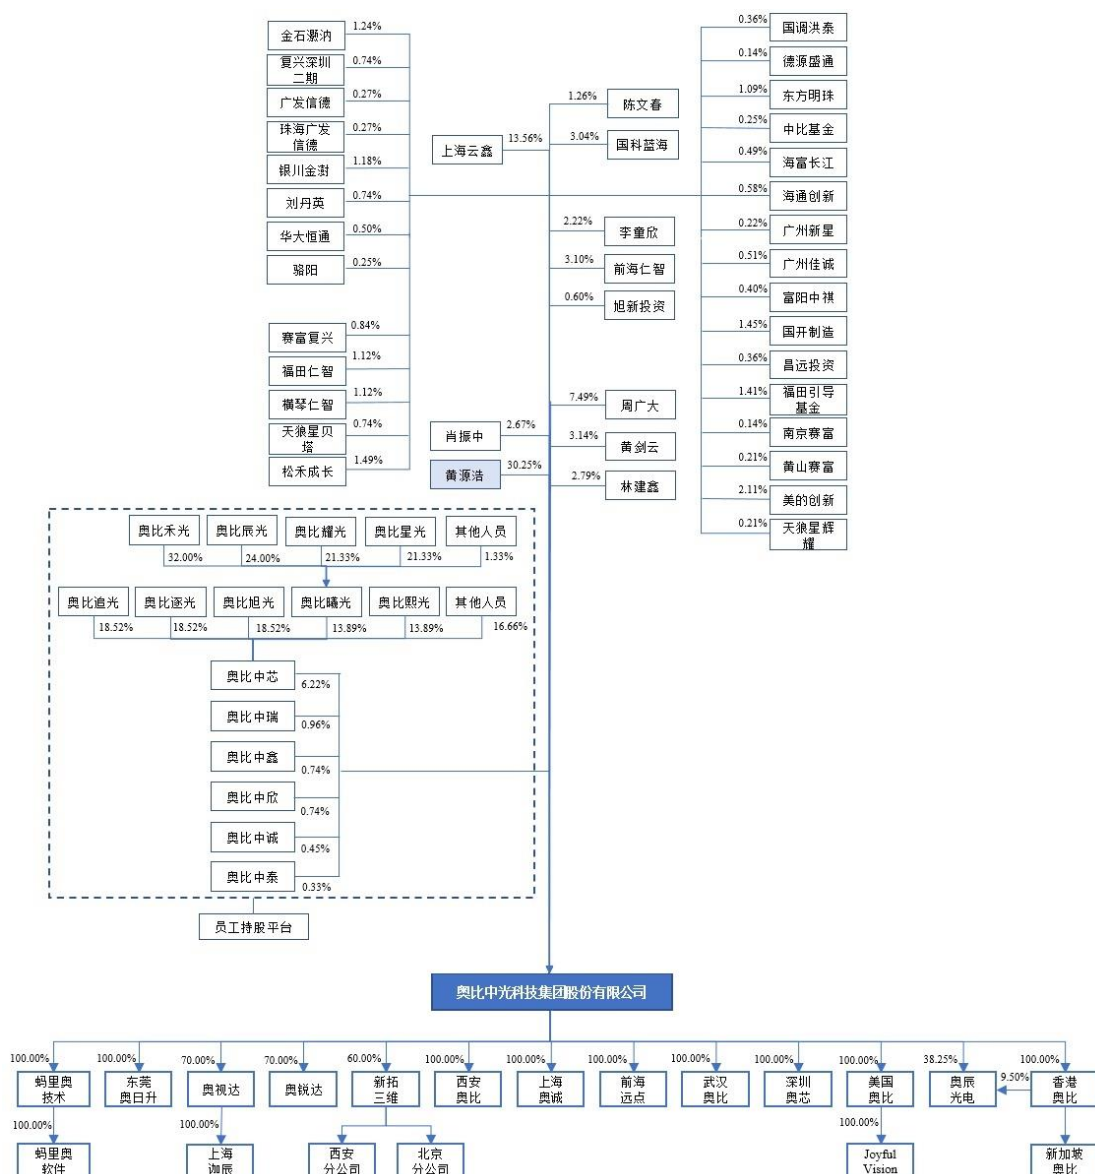 金石灏汭
1.24%
复兴深圳
二期
0.74%
广发信德
0.27%
珠海广发
信德
0.27%
银川金澍
1.18%
刘丹英
0.74%
华大恒通
0.50%
骆阳
0.25%
赛富复兴
0.84%
福田仁智
1.12%
横琴仁智
1.12%
天狼星贝
塔
0.74%
松禾成长
1.49%
上海云鑫
13.56%
1.26%
陈文春
3.04%
国科蓝海
2.22%
李童欣
3.10%
前海仁智
0.60%
旭新投资
7.49%
周广大
肖振中
2.67%
3.14%
黄剑云
黄源浩
30.25%
2.79%
林建鑫
0.36%
国调洪泰
0.14%
德源盛通
1.09%
东方明珠
0.25%
中比基金
0.49%
海富长江
0.58%
海通创新
0.22%
广州新星
0.51%
广州佳诚
0.40%
富阳中祺
1.45%
国开制造
0.36%
昌远投资
1.41%
福田引导
基金
0.14%
南京赛富
0.21%
黄山赛富
2.11%
美的创新
0.21%
天狼星辉
耀
奥比禾光 奥比辰光 奥比耀光 奥比星光 其他人员
32.00% 24.00% 21.33% 21.33% 1.33%
奥比追光 奥比逐光 奥比旭光 奥比曦光 奥比熙光 其他人员
18.52% 18.52% 18.52% 13.89% 13.89% 16.66%
奥比中芯
6.22%
奥比中瑞
0.96%
奥比中鑫
0.74%
奥比中欣
0.74%
奥比中诚
0.45%
奥比中泰
0.33%
员工持股平台
奥比中光科技集团股份有限公司
100.00% 100.00% 70.00% 70.00% 60.00% 100.00% 100.00% 100.00% 100.00% 100.00% 100.00% 38.25% 100.00%
蚂里奥
技术
东莞
奥日升
奥视达
奥锐达
新拓
三维
西安
奥比
上海
奥诚
前海
远点
武汉
奥比
深圳
奥芯
美国
奥比
奥辰
光电
9.50%
香港
奥比
100.00% 100.00% 100.00%
蚂里奥
软件
上海
迦辰
西安
分公司
北京
分公司
Joyful
Vision
新加坡
奥比